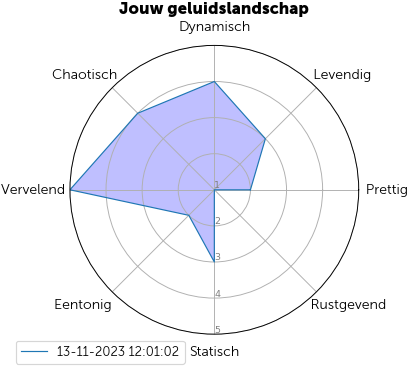 Jouw geluidslandschap
Dynamisch
Chaotisch
Levendig
Vervelend
1
Prettig
2
3
4
Eentonig
Rustgevend
5
13-11-2023 12:01:02
Statisch